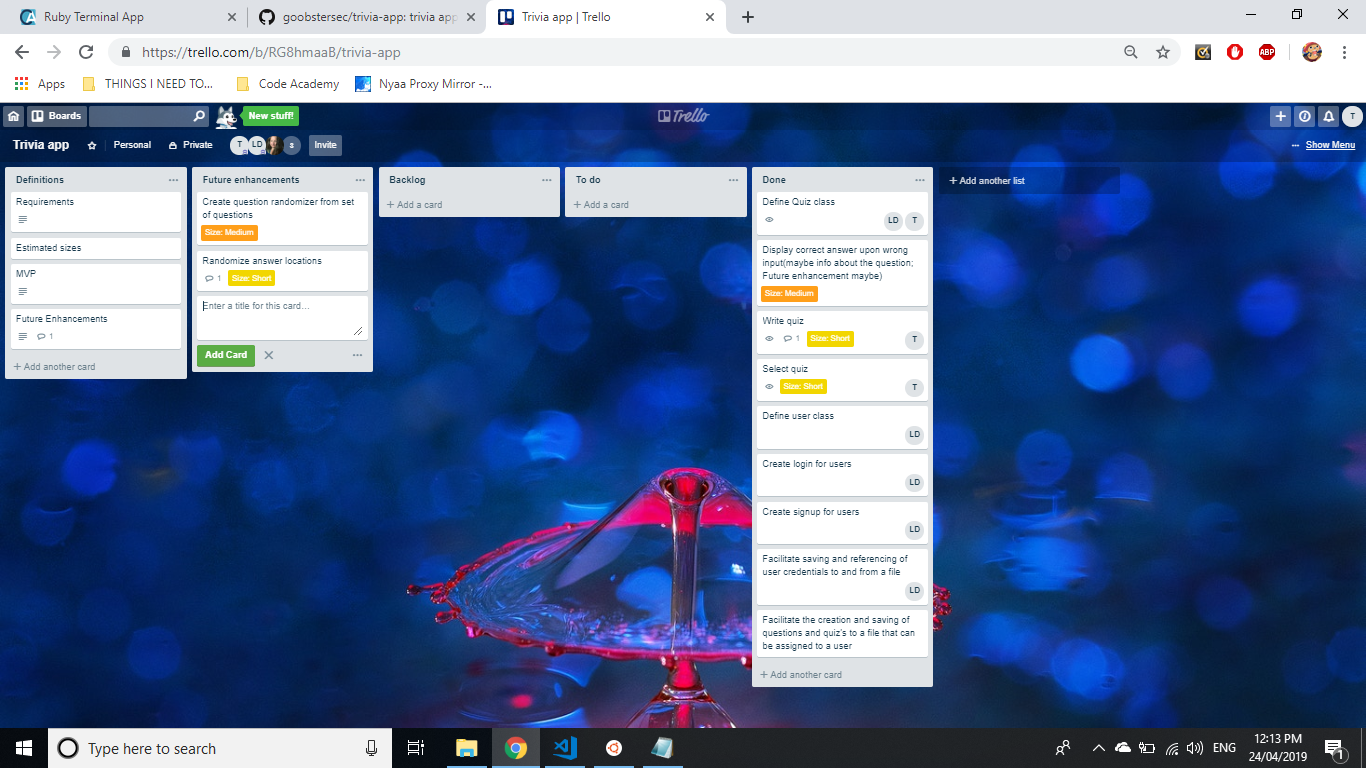 Ruby Terminal App
goobstersec/trivia-app: trivia app
Trivia app | Trello
https://trello.com/b/RG8hmaaB/trivia-app
ABP
Apps
THINGS I NEED TO...
Code Academy
Nyaa Proxy Mirror -...
Boards
New stuff!
Trello
T
Trivia app
Personal
Private
T
LD
3
Invite
... Show Menu
Definitions
Requirements
Estimated sizes
MVP
Future Enhancements
1
+ Add another card
Future enhancements
Create question randomizer from set
of questions
Size: Medium
Randomize answer locations
1 Size: Short
Enter a title for this card...
Add Card
Backlog
+ Add a card
To do
+ Add a card
Done
Define Quiz class
LD T
Display correct answer upon wrong
input(maybe info about the question;
Future enhancement maybe)
Size: Medium
Write quiz
1 Size: Short T
Select quiz
Size: Short T
Define user class
LD
Create login for users
LD
Create signup for users
LD
Facilitate saving and referencing of
user credentials to and from a file
LD
Facilitate the creation and saving of
questions and quiz's to a file that can
be assigned to a user
+ Add another card
+ Add another list
Type here to search
ENG
12:13 PM
24/04/2019
1